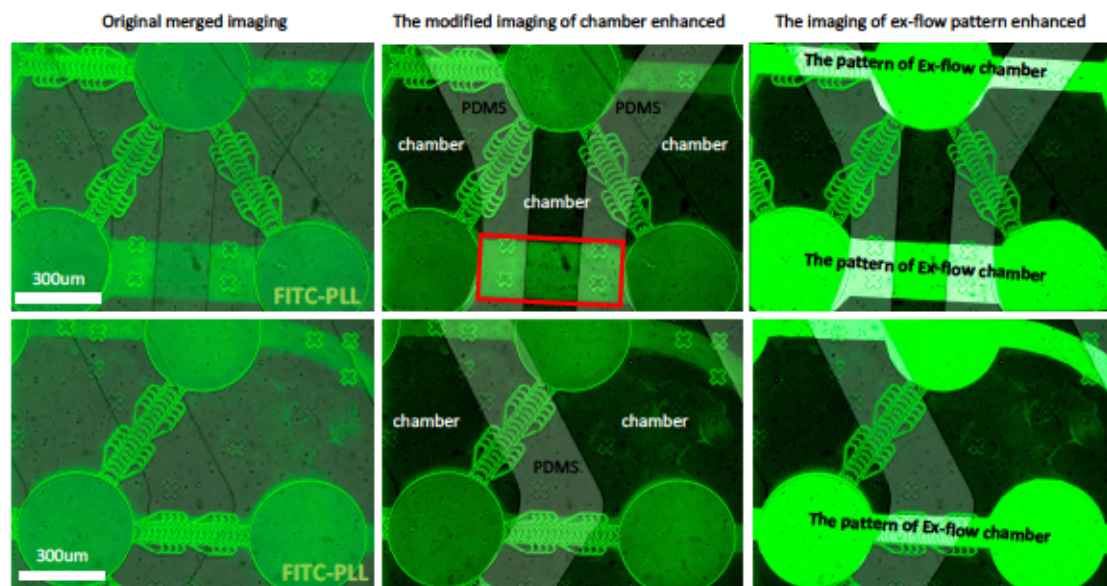 Original merged imaging
The modified imaging of chamber enhanced
The imaging of ex-flow pattern enhanced
300um
FITC-PLL
PDMS
PDMS
chamber
chamber
chamber
The pattern of Ex-flow chamber
The pattern of Ex-flow chamber
300um
FITC-PLL
chamber
chamber
PDMS
The pattern of Ex-flow chamber